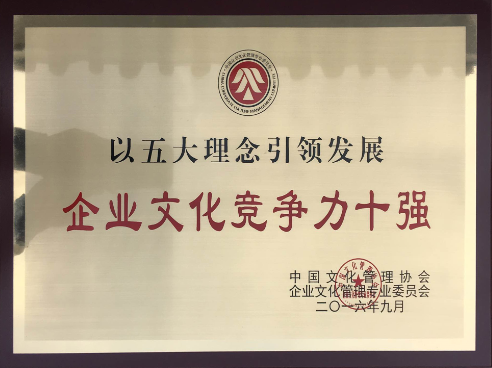 以五大理念引领发展
企业文化竞争力十强
中国文化管理协会
企业文化管理专业委员会
二〇一六年九月